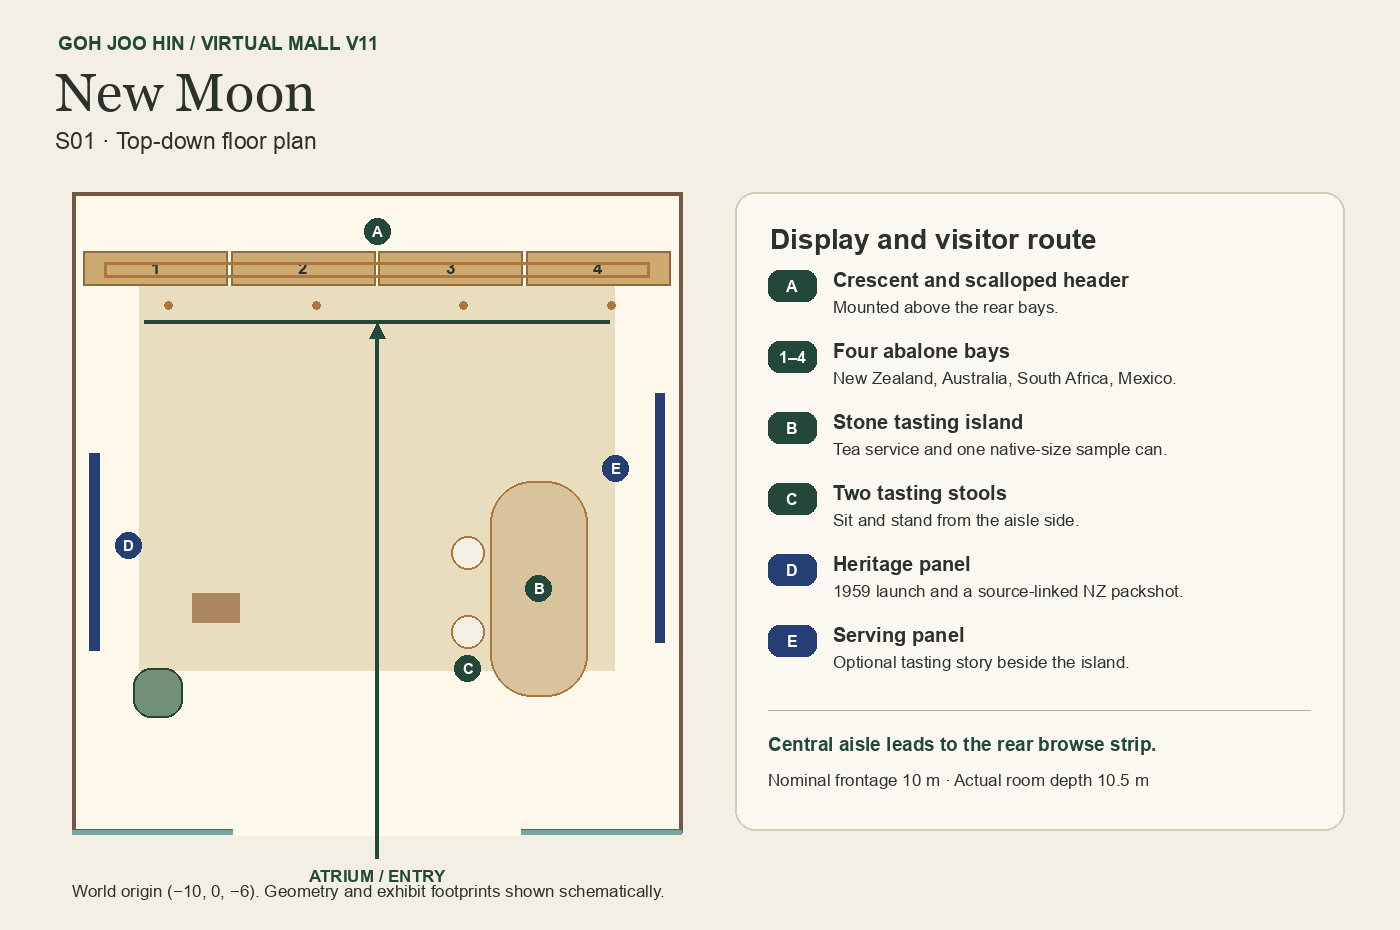 GOH JOO HIN / VIRTUAL MALL V11
New Moon
S01 · Top-down floor plan
A
1 2 3 4
E
D
B
C
ATRIUM / ENTRY
World origin (−10, 0, −6). Geometry and exhibit footprints shown schematically.
Display and visitor route
A Crescent and scalloped header
Mounted above the rear bays.
1–4 Four abalone bays
New Zealand, Australia, South Africa, Mexico.
B Stone tasting island
Tea service and one native-size sample can.
C Two tasting stools
Sit and stand from the aisle side.
D Heritage panel
1959 launch and a source-linked NZ packshot.
E Serving panel
Optional tasting story beside the island.
Central aisle leads to the rear browse strip.
Nominal frontage 10 m · Actual room depth 10.5 m